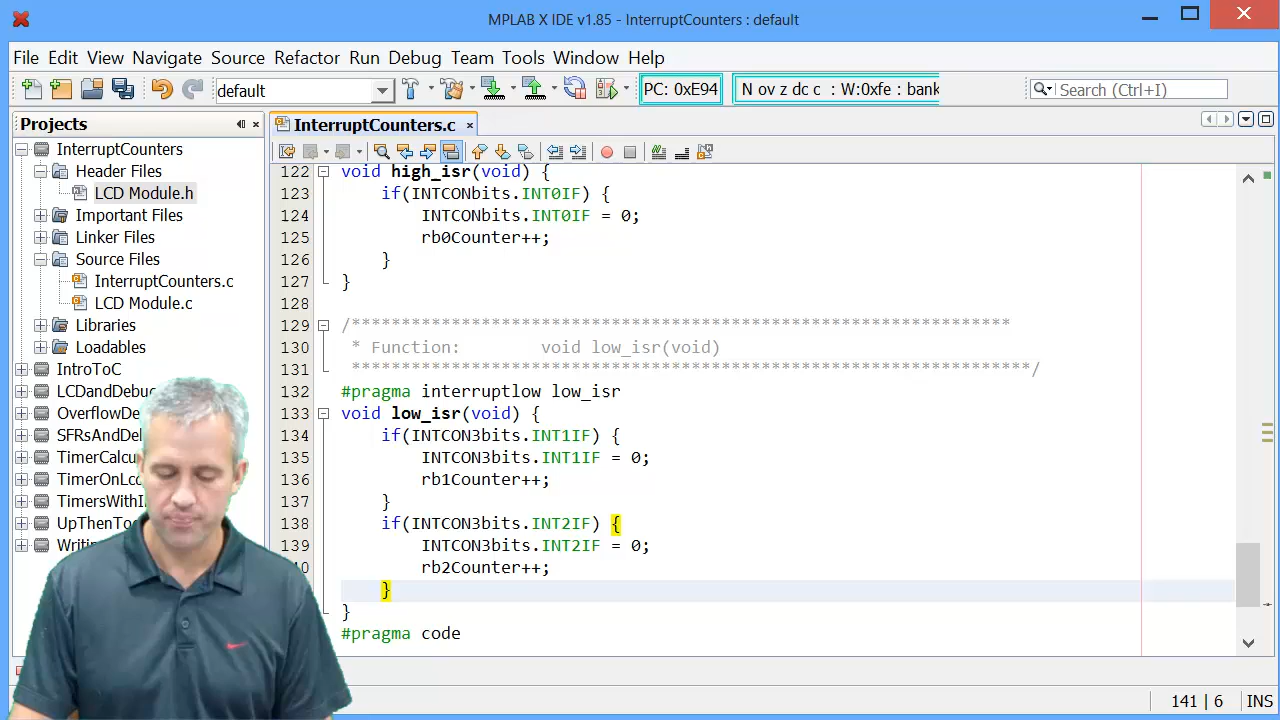 MPLAB X IDE v1.85 - InterruptCounters : default
File Edit View Navigate Source Refactor Run Debug Team Tools Window Help
default
PC: 0xE94
N ov z dc c : W:0xfe : bank
Search (Ctrl+I)
Projects
InterruptCounters
Header Files
LCD Module.h
Important Files
Linker Files
Source Files
InterruptCounters.c
LCD Module.c
Libraries
Loadables
IntroToC
LCDandDebu
OverflowDe
SFRsAndDel
TimerCalcu
TimerOnLco
TimersWithI
UpThenTo
Writi
InterruptCounters.c
122 void high_isr(void) {
123 if(INTCONbits.INT0IF) {
124 INTCONbits.INT0IF = 0;
125 rb0Counter++;
126 }
127 }
128
129 /******************************************************************
130 * Function: void low_isr(void)
131 ********************************************************************/
132 #pragma interruptlow low_isr
133 void low_isr(void) {
134 if(INTCON3bits.INT1IF) {
135 INTCON3bits.INT1IF = 0;
136 rb1Counter++;
137 }
138 if(INTCON3bits.INT2IF) {
139 INTCON3bits.INT2IF = 0;
40 rb2Counter++;
}
}
#pragma code
141 | 6 INS